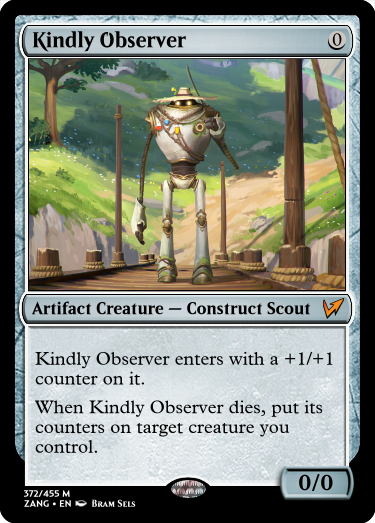 Kindly Observer 0
Artifact Creature — Construct Scout
Kindly Observer enters with a +1/+1
counter on it.
When Kindly Observer dies, put its
counters on target creature you
control.
0/0
372/455 M
ZANG • EN Bram Sels